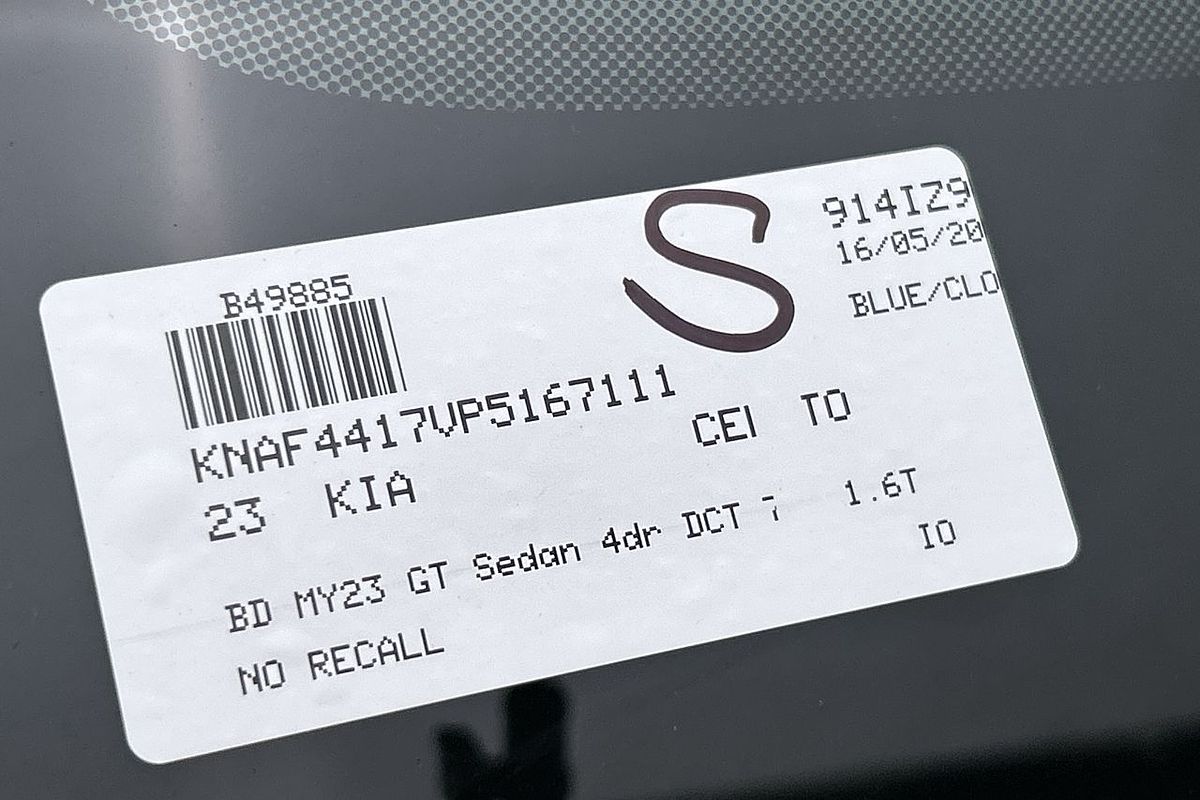 S
914IZ9
16/05/20
BLUE/CLO
B49885
KNAF4417VP5167111
CEI TO
23 KIA
BD MY23 GT Sedan 4dr DCT 7 1.6T
IO
NO RECALL